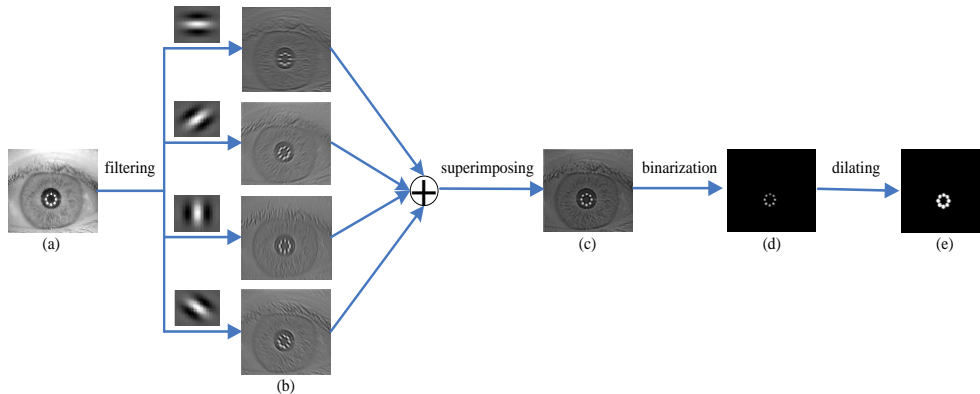 filtering
superimposing
binarization
dilating
(a)
(b)
(c)
(d)
(e)